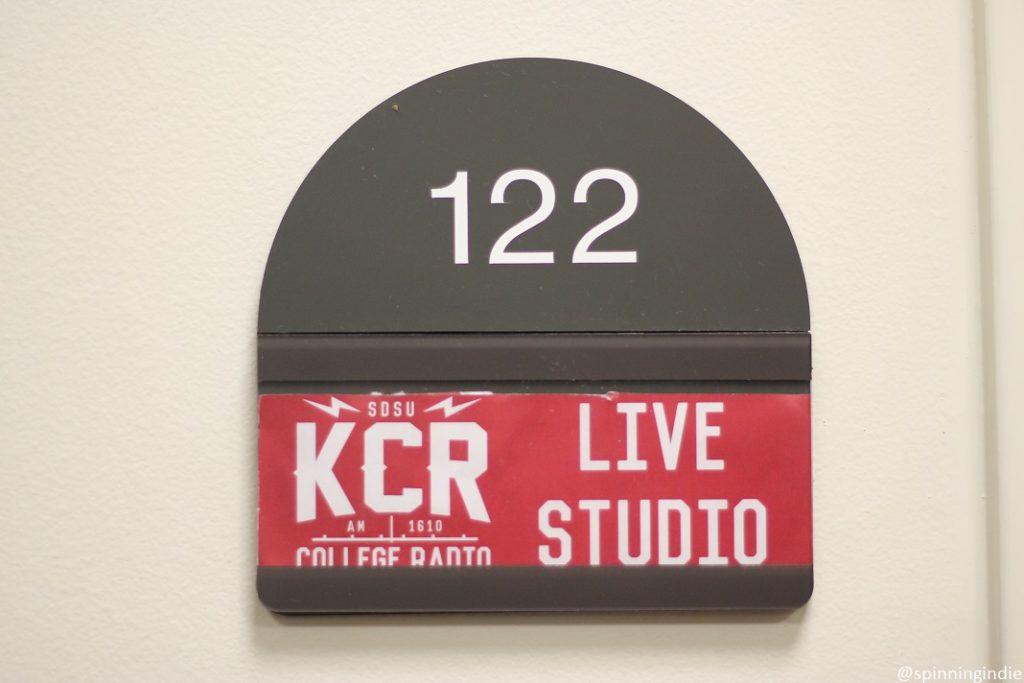 122
SDSU
KCR
AM 1610
COLLEGE RADIO
LIVE
STUDIO
@spinningindie